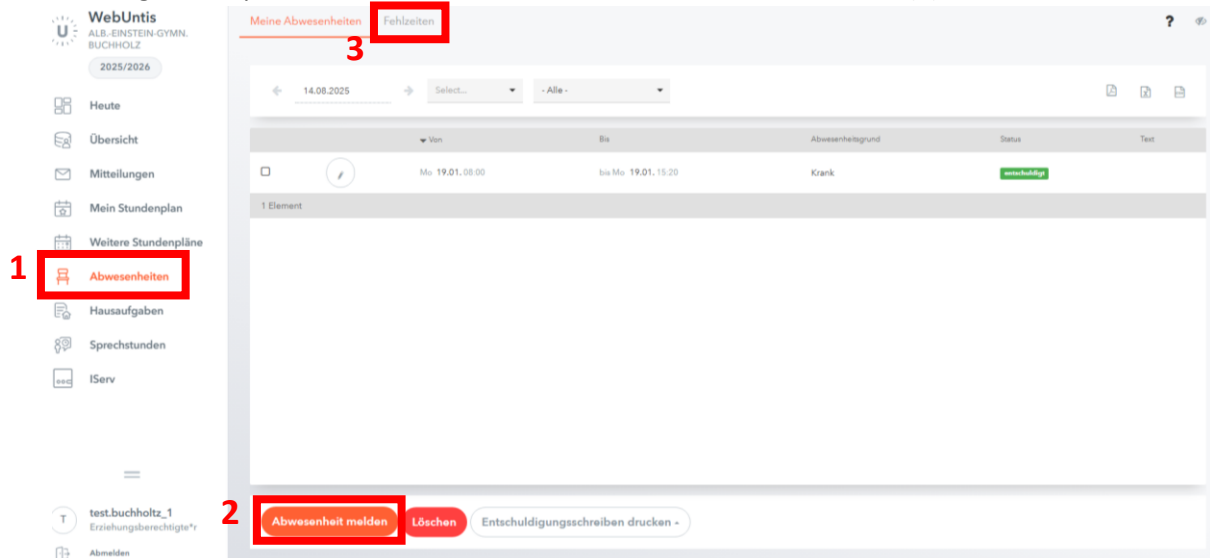 WebUntis
ALB.-EINSTEIN-GYMN.
BUCHHOLZ
2025/2026
Heute
Übersicht
Mitteilungen
Mein Stundenplan
Weitere Stundenpläne
1
Abwesenheiten
Hausaufgaben
Sprechstunden
IServ
T
test.buchholtz_1
Erziehungsberechtigte*r
Abmelden
Meine Abwesenheiten Fehlzeiten
3
?
14.08.2025 Select... - Alle -
Von Bis Abwesenheitsgrund Status Text
Mo 19.01. 08:00 bis Mo 19.01. 15:20 Krank entschuldigt
1 Element
2
Abwesenheit melden Löschen Entschuldigungsschreiben drucken